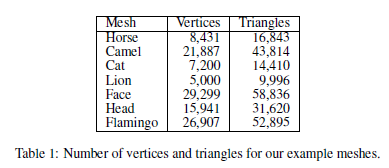 Mesh Vertices Triangles
Horse 8,431 16,843
Camel 21,887 43,814
Cat 7,200 14,410
Lion 5,000 9,996
Face 29,299 58,836
Head 15,941 31,620
Flamingo 26,907 52,895
Table 1: Number of vertices and triangles for our example meshes.